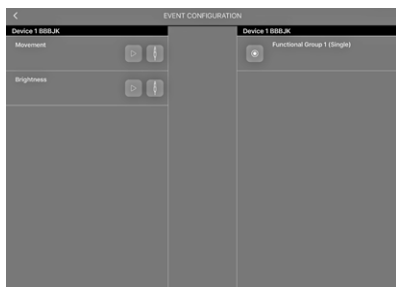 EVENT CONFIGURATION
Device 1 BBBJK
Movement
Brightness
Device 1 BBBJK
Functional Group 1 (Single)